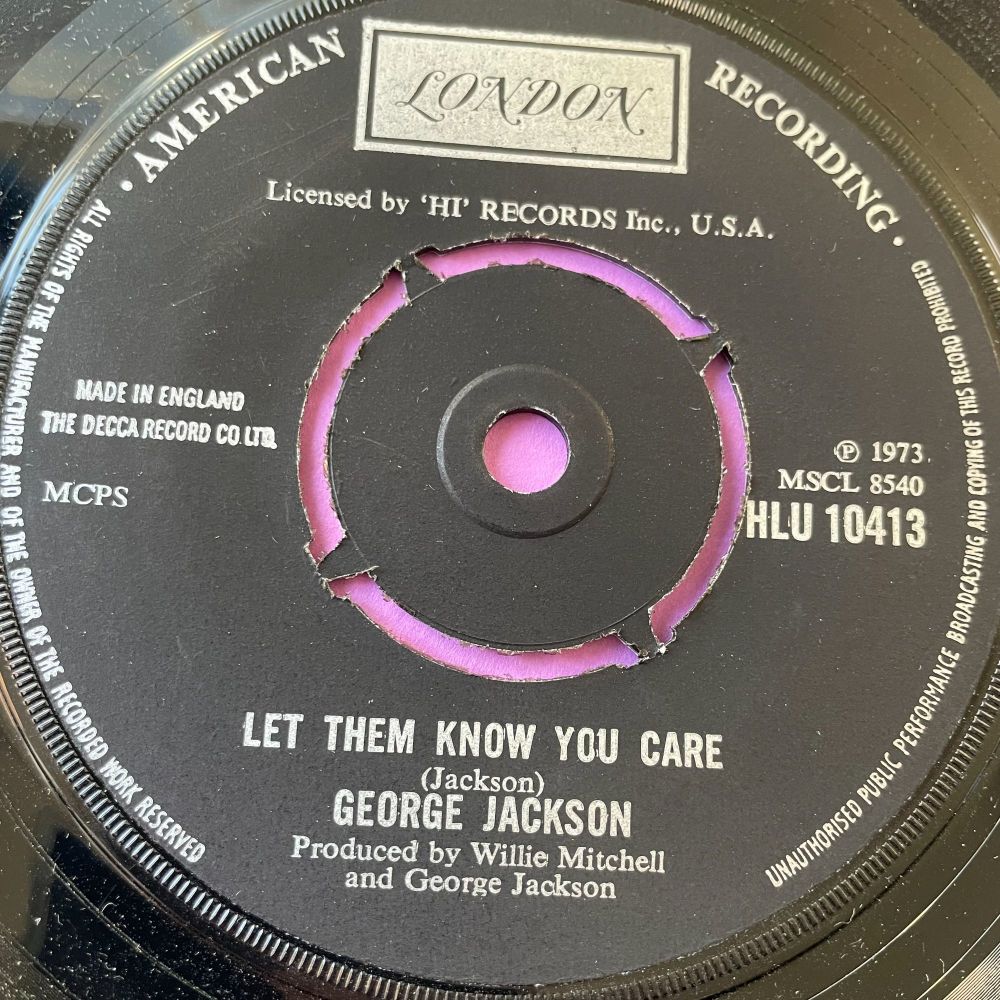 · AMERICAN RECORDING ·
LONDON
Licensed by ‘HI’ RECORDS Inc., U.S.A.
MADE IN ENGLAND
THE DECCA RECORD CO. LTD.
MCPS
℗ 1973
MSCL 8540
HLU 10413
LET THEM KNOW YOU CARE
(Jackson)
GEORGE JACKSON
Produced by Willie Mitchell
and George Jackson
ALL RIGHTS OF THE MANUFACTURER AND OF THE OWNER OF THE RECORDED WORK RESERVED
UNAUTHORISED PUBLIC PERFORMANCE BROADCASTING AND COPYING OF THIS RECORD PROHIBITED